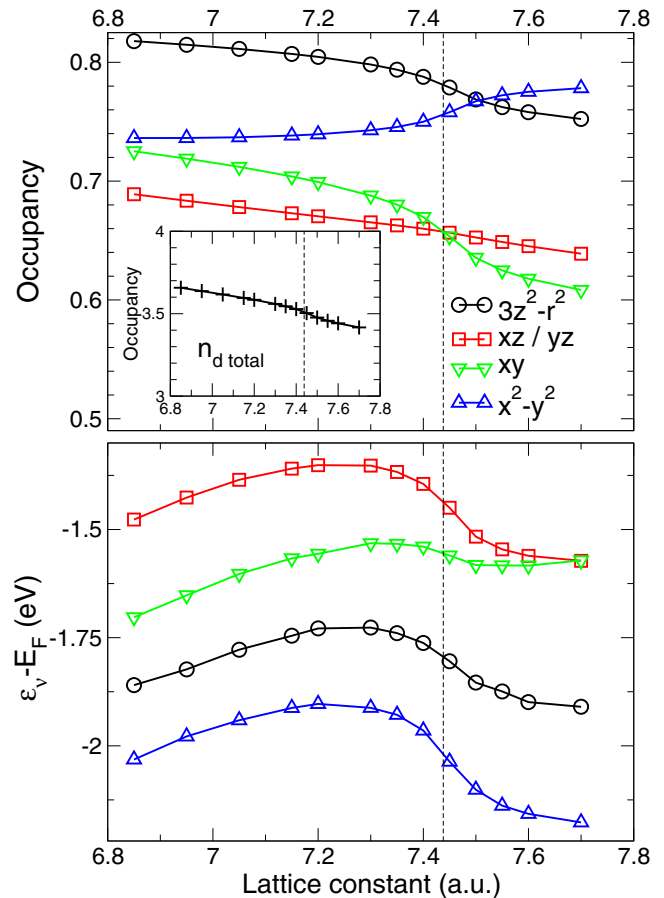 6.8 7 7.2 7.4 7.6 7.8
0.8
0.7
0.6
0.5
Occupancy
4
3.5
3
Occupancy
n_d total
6.8 7 7.2 7.4 7.6 7.8
3z²-r²
xz / yz
xy
x²-y²
-1.5
-1.75
-2
ε_ν-E_F (eV)
6.8 7 7.2 7.4 7.6 7.8
Lattice constant (a.u.)